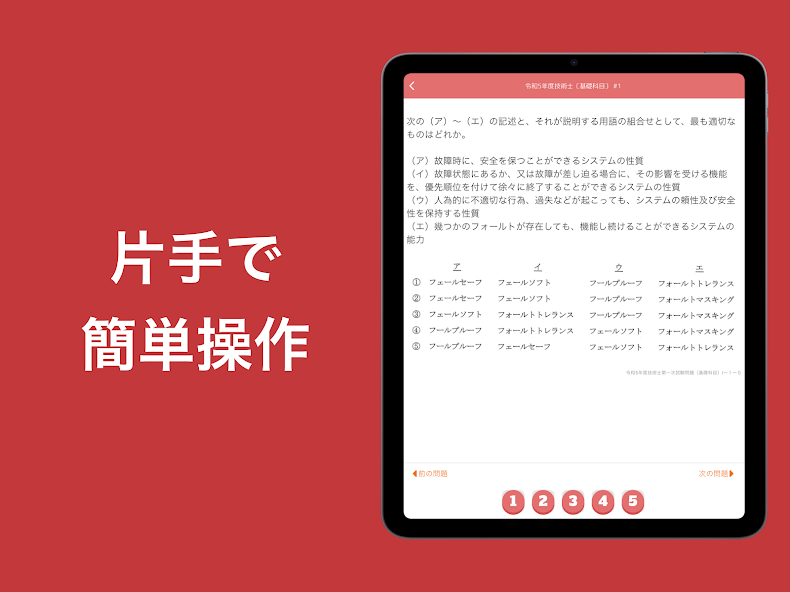 片手で
簡単操作
令和5年度技術士〔基礎科目〕 #1
次の（ア）～（エ）の記述と、それが説明する用語の組合せとして、最も適切な
ものはどれか。
（ア）故障時に、安全を保つことができるシステムの性質
（イ）故障状態にあるか、又は故障が差し迫る場合に、その影響を受ける機能
を、優先順位を付けて徐々に終了することができるシステムの性質
（ウ）人為的に不適切な行為、過失などが起こっても、システムの頼性及び安全
性を保持する性質
（エ）幾つかのフォールトが存在しても、機能し続けることができるシステムの
能力
ア イ ウ エ
① フェールセーフ フェールソフト フールプルーフ フォールトトレランス
② フェールセーフ フェールソフト フールプルーフ フォールトマスキング
③ フェールソフト フォールトトレランス フールプルーフ フォールトマスキング
④ フールプルーフ フォールトトレランス フェールソフト フォールトマスキング
⑤ フールプルーフ フェールセーフ フェールソフト フォールトトレランス
前の問題 次の問題
1 2 3 4 5